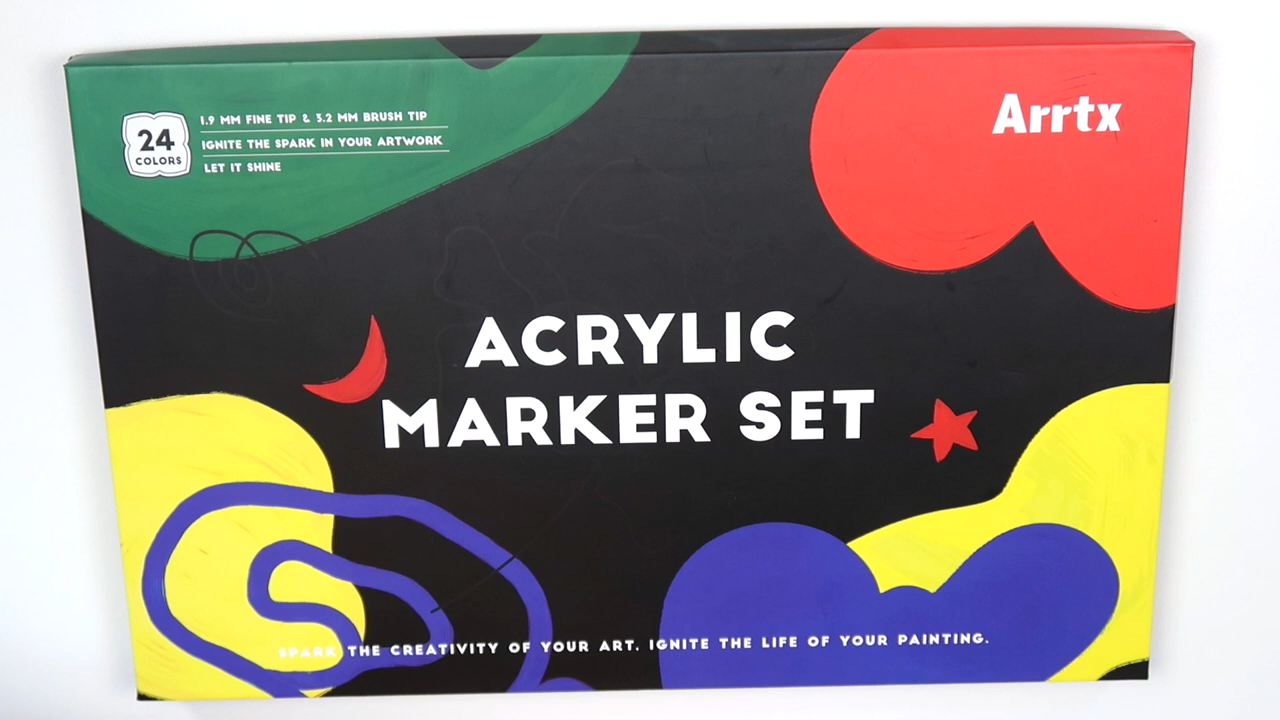 24
COLORS
1.9 MM FINE TIP & 3.2 MM BRUSH TIP
IGNITE THE SPARK IN YOUR ARTWORK
LET IT SHINE
Arrtx
ACRYLIC
MARKER SET
SPARK THE CREATIVITY OF YOUR ART. IGNITE THE LIFE OF YOUR PAINTING.